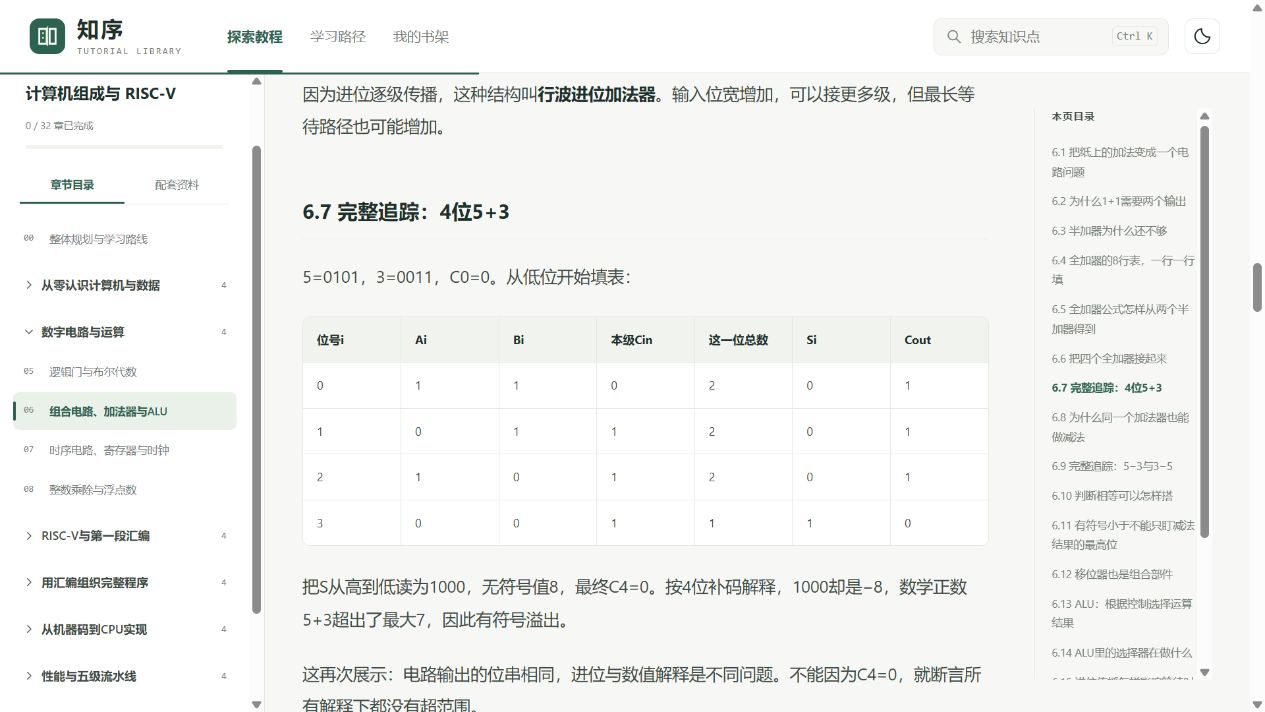 知序
TUTORIAL LIBRARY
探索教程
学习路径
我的书架
搜索知识点
Ctrl K
计算机组成与 RISC-V
0 / 32 章已完成
章节目录
配套资料
00 整体规划与学习路线
从零认识计算机与数据 4
数字电路与运算 4
05 逻辑门与布尔代数
06 组合电路、加法器与ALU
07 时序电路、寄存器与时钟
08 整数乘除与浮点数
RISC-V与第一段汇编 4
用汇编组织完整程序 4
从机器码到CPU实现 4
性能与五级流水线 4
因为进位逐级传播，这种结构叫行波进位加法器。输入位宽增加，可以接更多级，但最长等
待路径也可能增加。
6.7 完整追踪：4位5+3
5=0101，3=0011，C0=0。从低位开始填表：
位号i Ai Bi 本级Cin 这一位总数 Si Cout
0 1 1 0 2 0 1
1 0 1 1 2 0 1
2 1 0 1 2 0 1
3 0 0 1 1 1 0
把S从高到低读为1000，无符号值8，最终C4=0。按4位补码解释，1000却是−8，数学正数
5+3超出了最大7，因此有符号溢出。
这再次展示：电路输出的位串相同，进位与数值解释是不同问题。不能因为C4=0，就断言所
有解释下都没有超范围。
本页目录
6.1 把纸上的加法变成一个电
路问题
6.2 为什么1+1需要两个输出
6.3 半加器为什么还不够
6.4 全加器的8行表，一行一行
填
6.5 全加器公式怎样从两个半
加器得到
6.6 把四个全加器接起来
6.7 完整追踪：4位5+3
6.8 为什么同一个加法器也能
做减法
6.9 完整追踪：5−3与3−5
6.10 判断相等可以怎样搭
6.11 有符号小于不能只盯减法
结果的最高位
6.12 移位器也是组合部件
6.13 ALU：根据控制选择运算
结果
6.14 ALU里的选择器在做什么